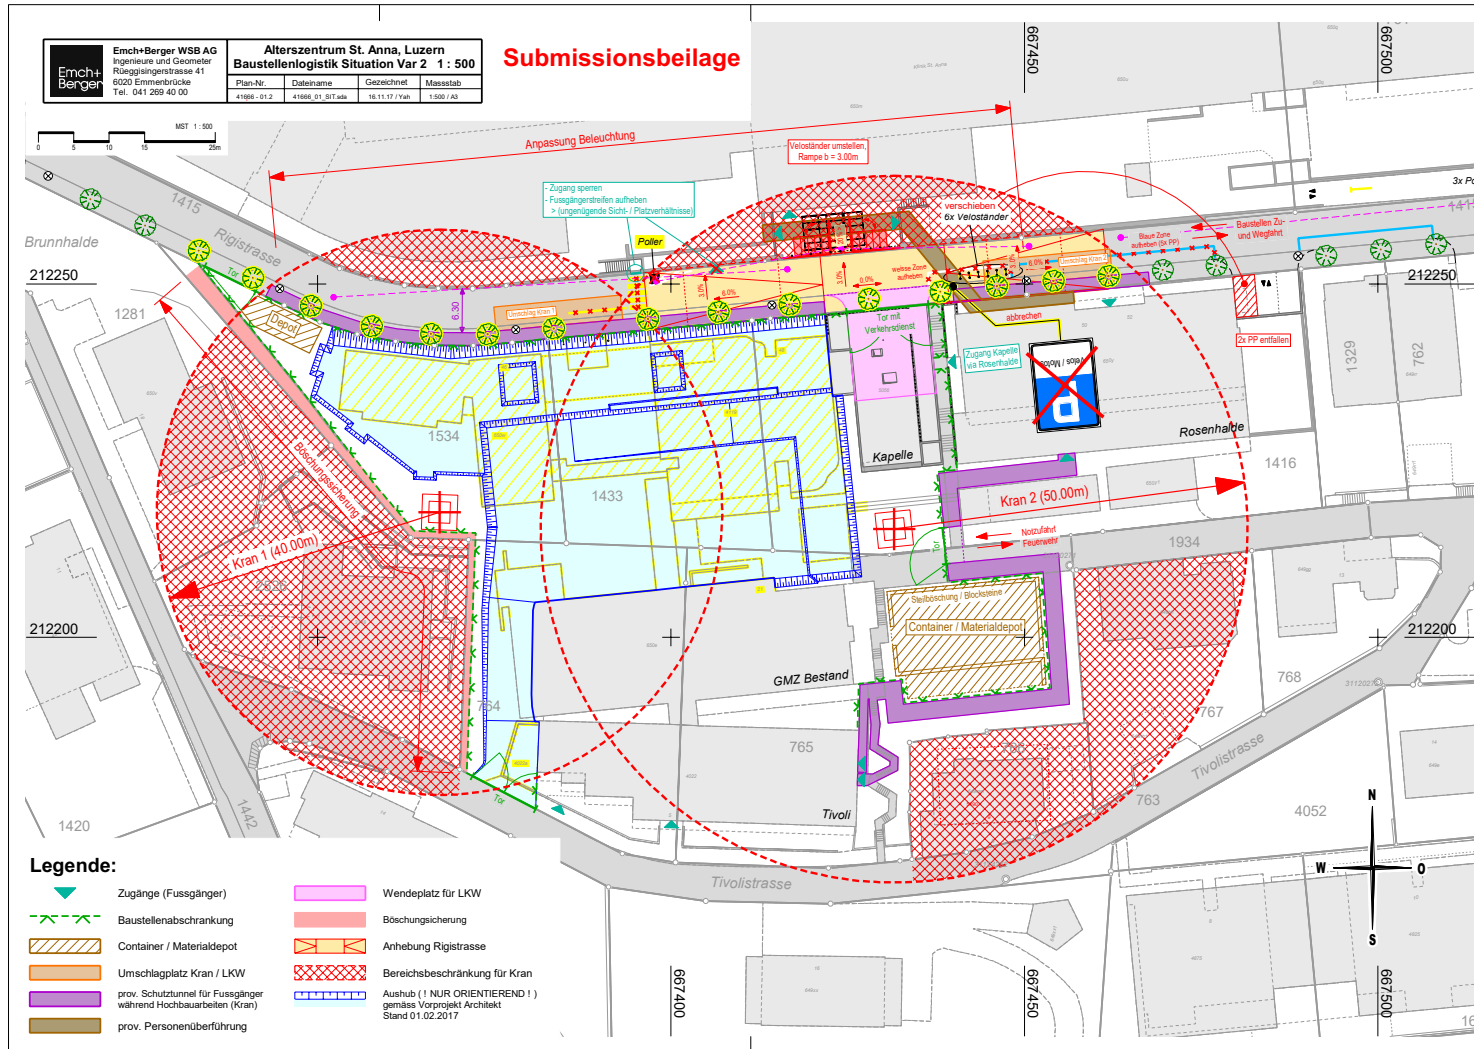 Emch+
Berger
Emch+Berger WSB AG
Ingenieure und Geometer
Rüeggisingerstrasse 41
6020 Emmenbrücke
Tel. 041 269 40 00
Alterszentrum St. Anna, Luzern
Baustellenlogistik Situation Var 2 1 : 500
Plan-Nr.
Dateiname
Gezeichnet
Massstab
41666 - 01.2
41666_01_SIT.sda
16.11.17 / Yah
1:500 / A3
Submissionsbeilage
MST 1 : 500
0 5 10 15 25m
667450
667500
Anpassung Beleuchtung
Veloständer umstellen,
Rampe b = 3.00m
- Zugang sperren
- Fussgängerstreifen aufheben
> (ungenügende Sicht- / Platzverhältnisse)
verschieben
6x Veloständer
Baustellen Zu-
und Wegfahrt
Blaue Zone
aufheben (5x PP)
1415
Rigistrasse
Brunnhalde
212250
Tor
Poller
weisse Zone
aufheben
Umschlag Kran 2
Umschlag Kran 1
6.30
3.0%
6.0%
3.0%
6.0%
6.0%
212250
1281
Depot
Tor mit
Verkehrsdienst
abbrechen
Zugang Kapelle
via Rosenhalde
Velos / Motos
P
2x PP entfallen
1329
762
1534
Böschungssicherung
Kapelle
Rosenhalde
1416
1433
Kran 1 (40.00m)
Kran 2 (50.00m)
Notzufahrt
Feuerwehr
Tor
1934
Steilböschung / Blocksteine
Container / Materialdepot
212200
212200
GMZ Bestand
764
765
768
767
763
Tivolistrasse
4052
Tor
Tivoli
1420
1442
Tivolistrasse
N
W
O
S
667400
667450
667500
Legende:
Zugänge (Fussgänger)
Baustellenabschrankung
Container / Materialdepot
Umschlagplatz Kran / LKW
prov. Schutztunnel für Fussgänger
während Hochbauarbeiten (Kran)
prov. Personenüberführung
Wendeplatz für LKW
Böschungsicherung
Anhebung Rigistrasse
Bereichsbeschränkung für Kran
Aushub ( ! NUR ORIENTIEREND ! )
gemäss Vorprojekt Architekt
Stand 01.02.2017